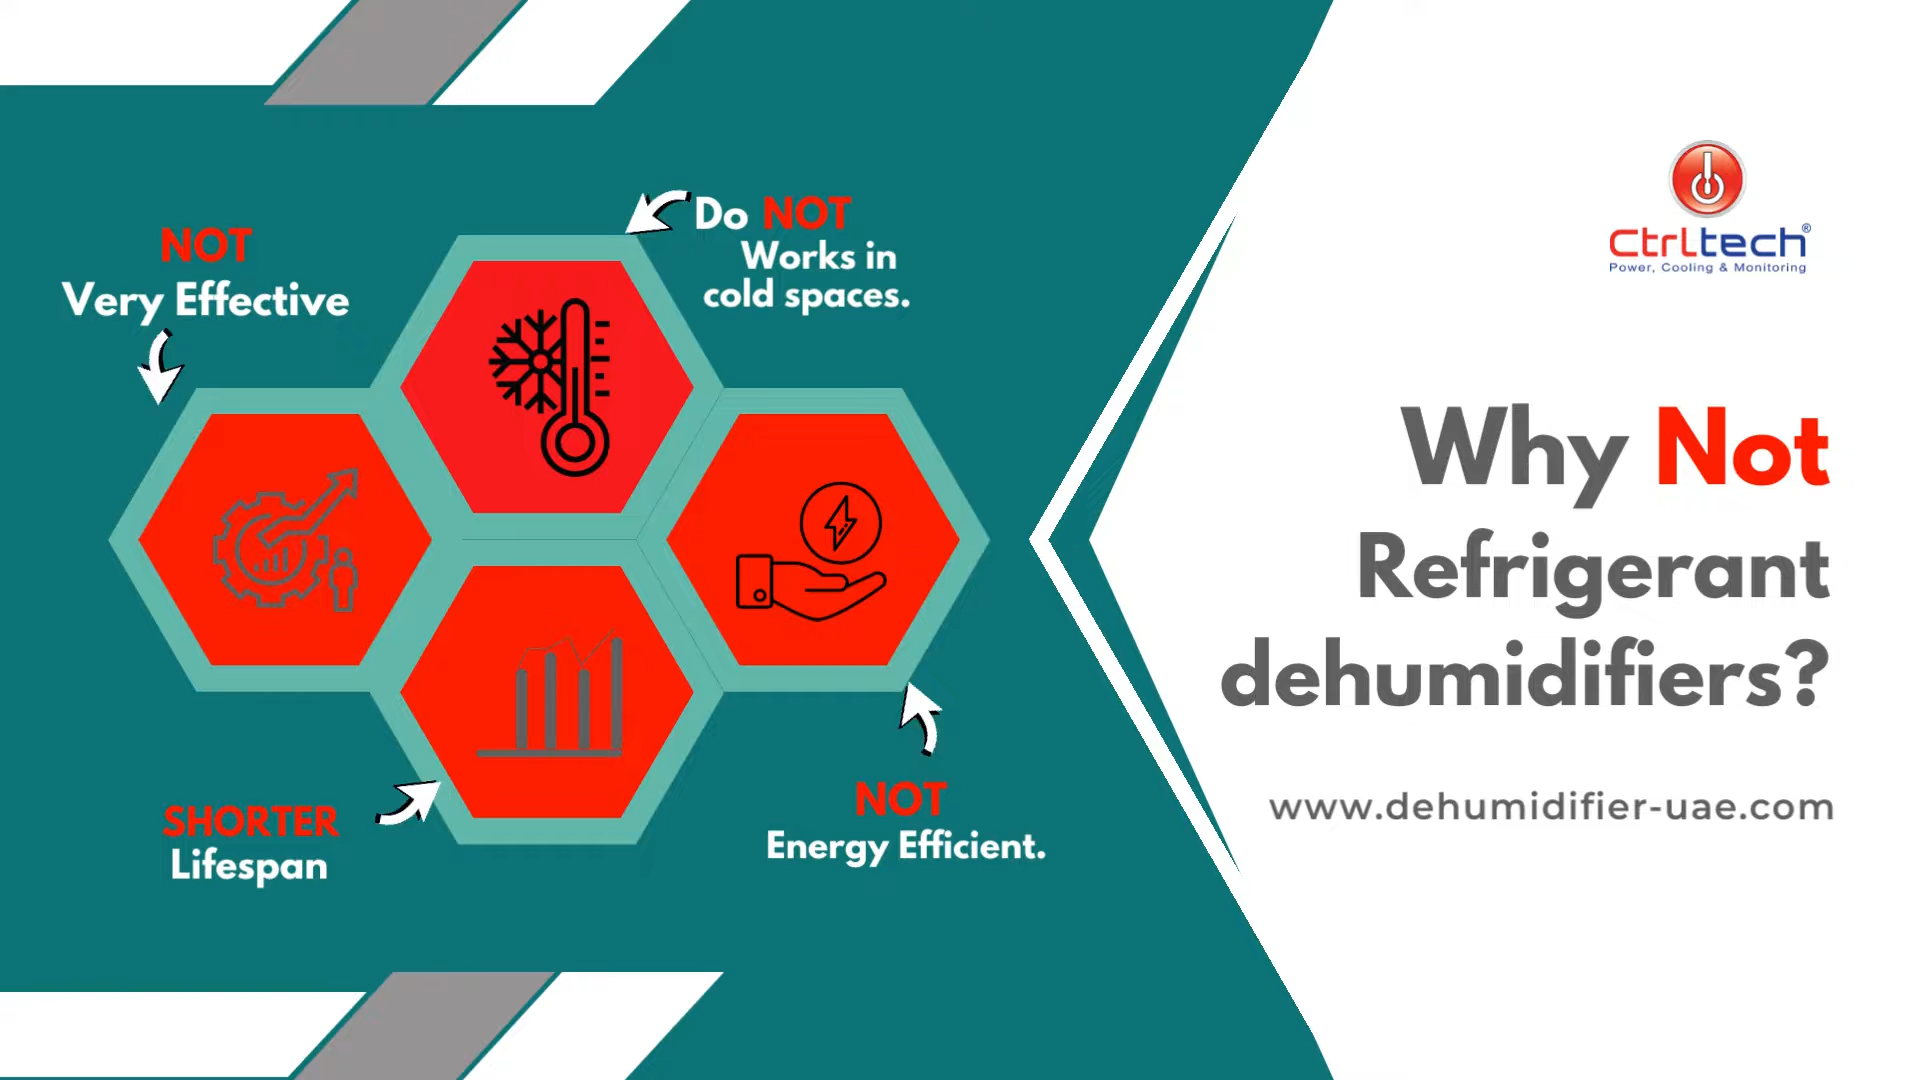 NOT
Very Effective
Do NOT
Works in
cold spaces.
SHORTER
Lifespan
NOT
Energy Efficient.
Ctrltech®
Power, Cooling & Monitoring
Why Not
Refrigerant
dehumidifiers?
www.dehumidifier-uae.com